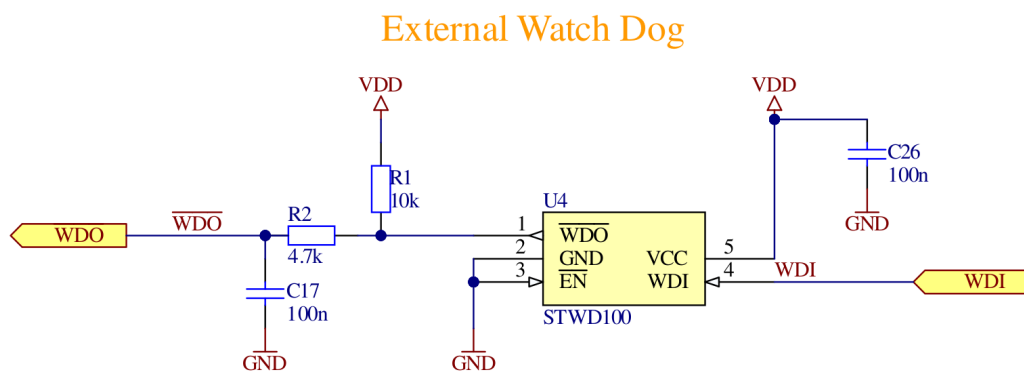 External Watch Dog
VDD
VDD
R1
10k
C26
100n
GND
WDO
WDO
R2
4.7k
U4
1
WDO
2
GND
3
EN
VCC
5
WDI
4
WDI
WDI
STWD100
C17
100n
GND
GND